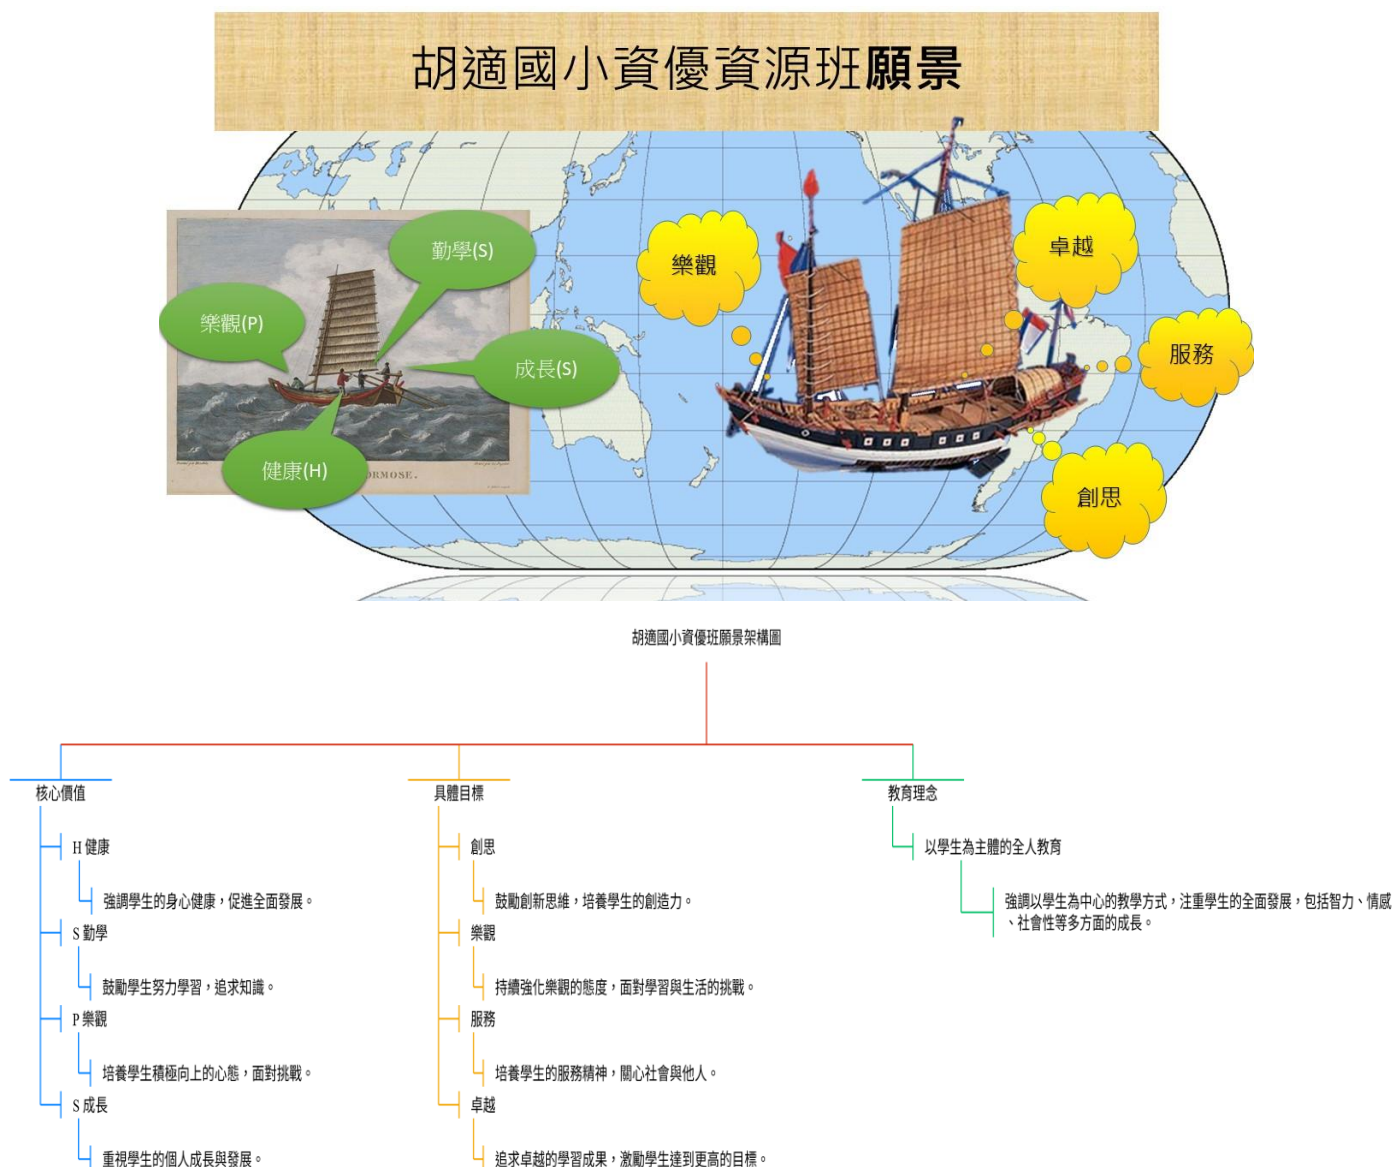 胡適國小資優資源班願景
勤學(S)
樂觀(P)
成長(S)
健康(H)
ORMOSE.
樂觀
卓越
服務
創思
胡適國小資優班願景架構圖
核心價值
H 健康
強調學生的身心健康，促進全面發展。
S 勤學
鼓勵學生努力學習，追求知識。
P 樂觀
培養學生積極向上的心態，面對挑戰。
S 成長
重視學生的個人成長與發展。
具體目標
創思
鼓勵創新思維，培養學生的創造力。
樂觀
持續強化樂觀的態度，面對學習與生活的挑戰。
服務
培養學生的服務精神，關心社會與他人。
卓越
追求卓越的學習成果，激勵學生達到更高的目標。
教育理念
以學生為主體的全人教育
強調以學生為中心的教學方式，注重學生的全面發展，包括智力、情感
、社會性等多方面的成長。